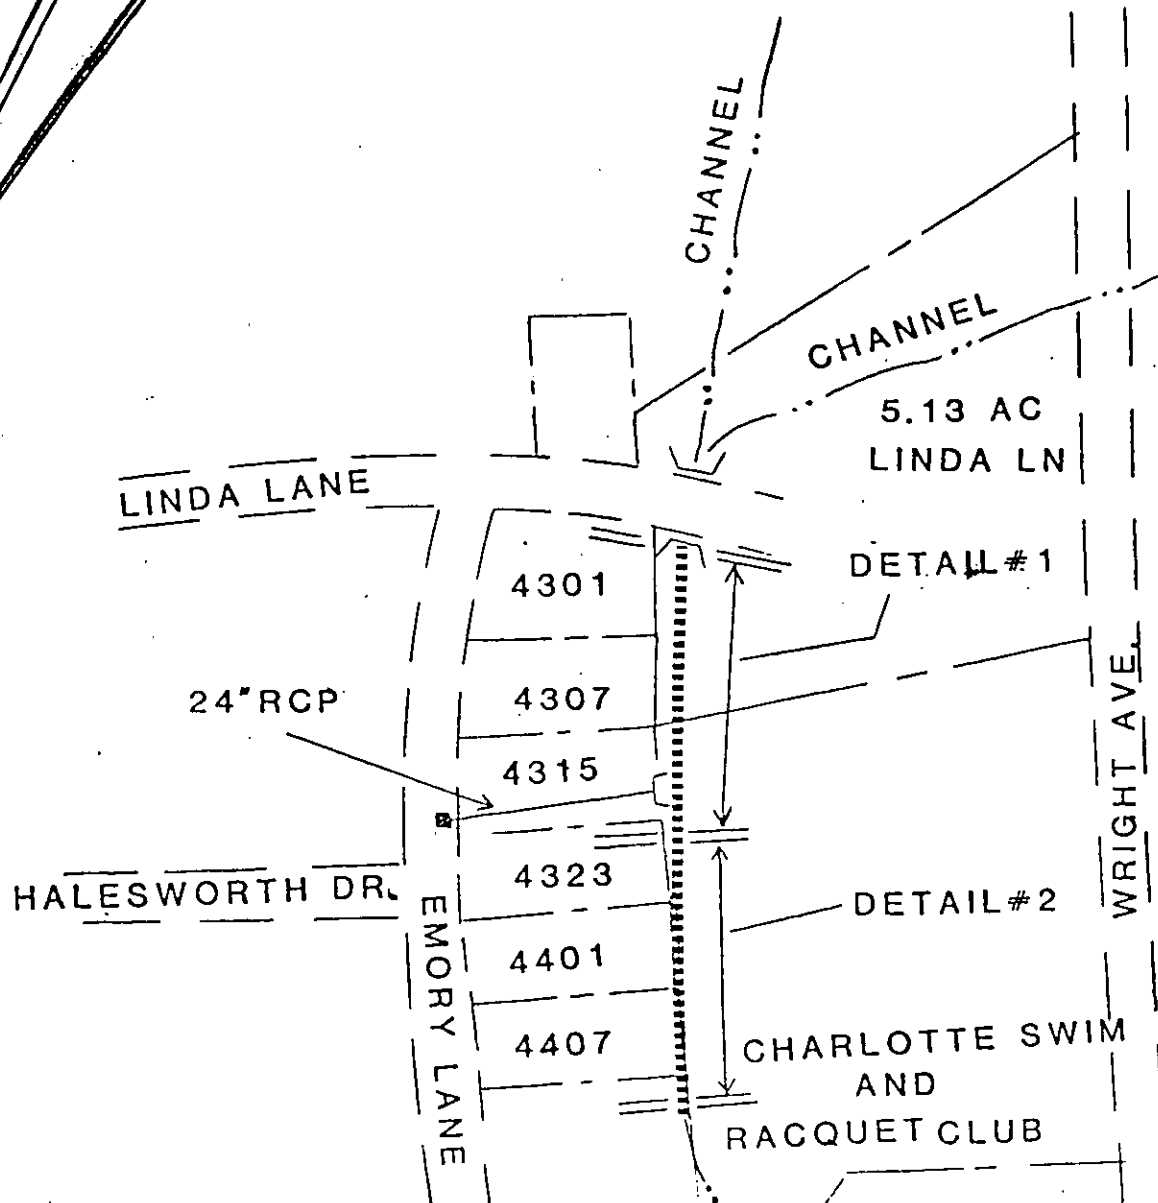 CHANNEL
CHANNEL
5.13 AC
LINDA LN
LINDA LANE
DETAIL#1
4301
24"RCP
4307
4315
WRIGHT AVE.
HALESWORTH DR.
4323
EMORY LANE
DETAIL#2
4401
4407
CHARLOTTE SWIM
AND
RACQUET CLUB